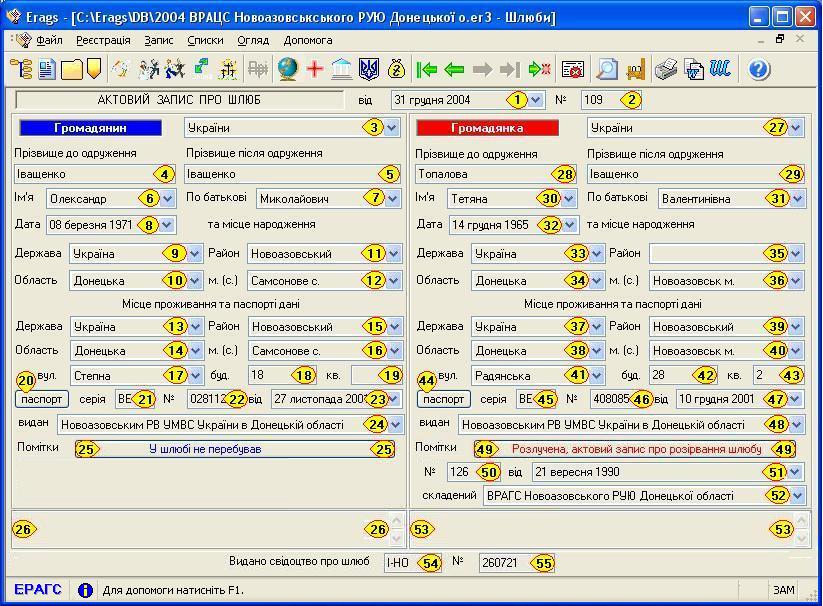 Erags - [C:\Erags\DB\2004 ВРАЦС Новоазовсьского РУЮ Донецької о.er3 - Шлюби]
Файл Реєстрація Запис Списки Огляд Допомога
АКТОВИЙ ЗАПИС ПРО ШЛЮБ від 31 грудня 2004 1 № 109 2
Громадянин України 3 Громадянка України 27
Прізвище до одруження Прізвище після одруження Прізвище до одруження Прізвище після одруження
Іващенко 4 Іващенко 5 Топалова 28 Іващенко 29
Ім'я Олександр 6 По батькові Миколайович 7 Ім'я Тетяна 30 По батькові Валентинівна 31
Дата 08 березня 1971 8 та місце народження Дата 14 грудня 1965 32 та місце народження
Держава Україна 9 Район Новоазовський 11 Держава Україна 33 Район 35
Область Донецька 10 м. (с.) Самсонове с. 12 Область Донецька 34 м. (с.) Новоазовськ м. 36
Місце проживання та паспорті дані Місце проживання та паспорті дані
Держава Україна 13 Район Новоазовський 15 Держава Україна 37 Район Новоазовський 39
Область Донецька 14 м. (с.) Самсонове с. 16 Область Донецька 38 м. (с.) Новоазовськ м. 40
20 вул. Степна 17 буд. 18 18 кв. 19 44 вул. Радянська 41 буд. 28 42 кв. 2 43
паспорт серія ВЕ 21 № 028112 22 від 27 листопада 200 23 паспорт серія ВЕ 45 № 408085 46 від 10 грудня 2001 47
видан Новоазовським РВ УМВС України в Донецькій області 24 видан Новоазовським РВ УМВС України в Донецькій області 48
Помітки 25 У шлюбі не перебував 25 Помітки 49 Розлучена, актовий запис про розірвання шлюбу 49
№ 126 50 від 21 вересня 1990 51
складений ВРАГС Новоазовського РУЮ Донецької області 52
26 26 53 53
Видано свідоцтво про шлюб І-НО 54 № 260721 55
ЕРАГС Для допомоги натисніть F1. ЗАМ